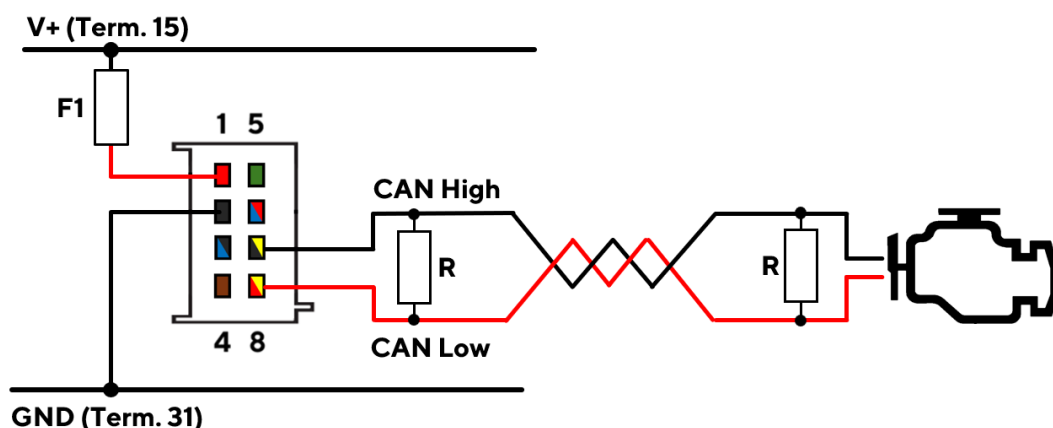 V+ (Term. 15)
F1
1 5
CAN High
R
R
CAN Low
4 8
GND (Term. 31)